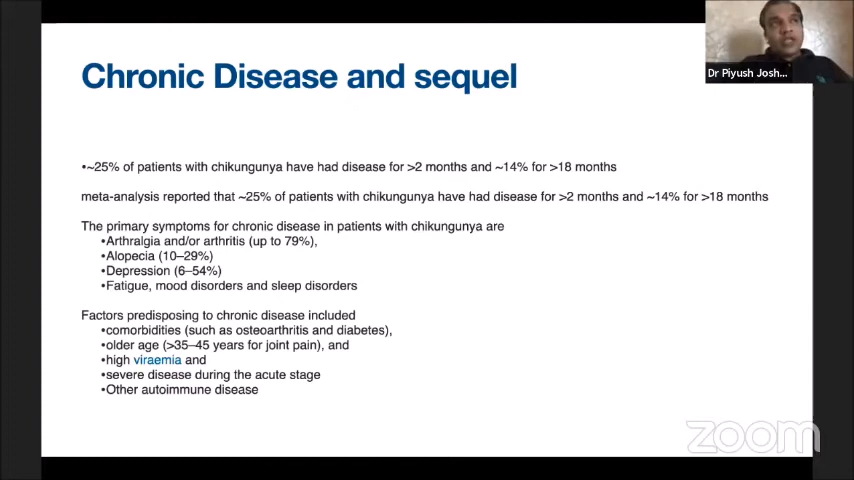 Dr Piyush Josh...
Chronic Disease and sequel
•~25% of patients with chikungunya have had disease for >2 months and ~14% for >18 months
meta-analysis reported that ~25% of patients with chikungunya have had disease for >2 months and ~14% for >18 months
The primary symptoms for chronic disease in patients with chikungunya are
•Arthralgia and/or arthritis (up to 79%),
•Alopecia (10–29%)
•Depression (6–54%)
•Fatigue, mood disorders and sleep disorders
Factors predisposing to chronic disease included
•comorbidities (such as osteoarthritis and diabetes),
•older age (>35–45 years for joint pain), and
•high viraemia and
•severe disease during the acute stage
•Other autoimmune disease
zoom